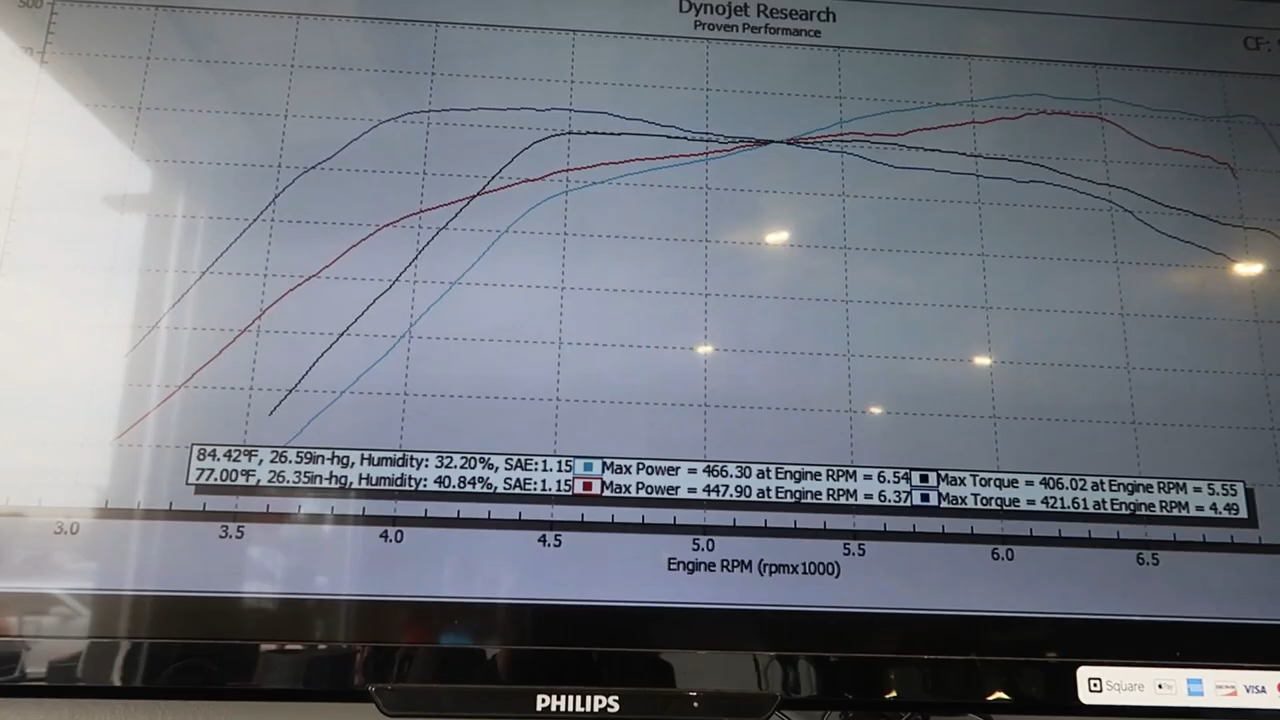 Dynojet Research
Proven Performance
CF:
500
84.42°F, 26.59in-hg, Humidity: 32.20%, SAE:1.15 Max Power = 466.30 at Engine RPM = 6.54 Max Torque = 406.02 at Engine RPM = 5.55
77.00°F, 26.35in-hg, Humidity: 40.84%, SAE:1.15 Max Power = 447.90 at Engine RPM = 6.37 Max Torque = 421.61 at Engine RPM = 4.49
3.0 3.5 4.0 4.5 5.0 5.5 6.0 6.5
Engine RPM (rpmx1000)
PHILIPS
Square Pay VISA